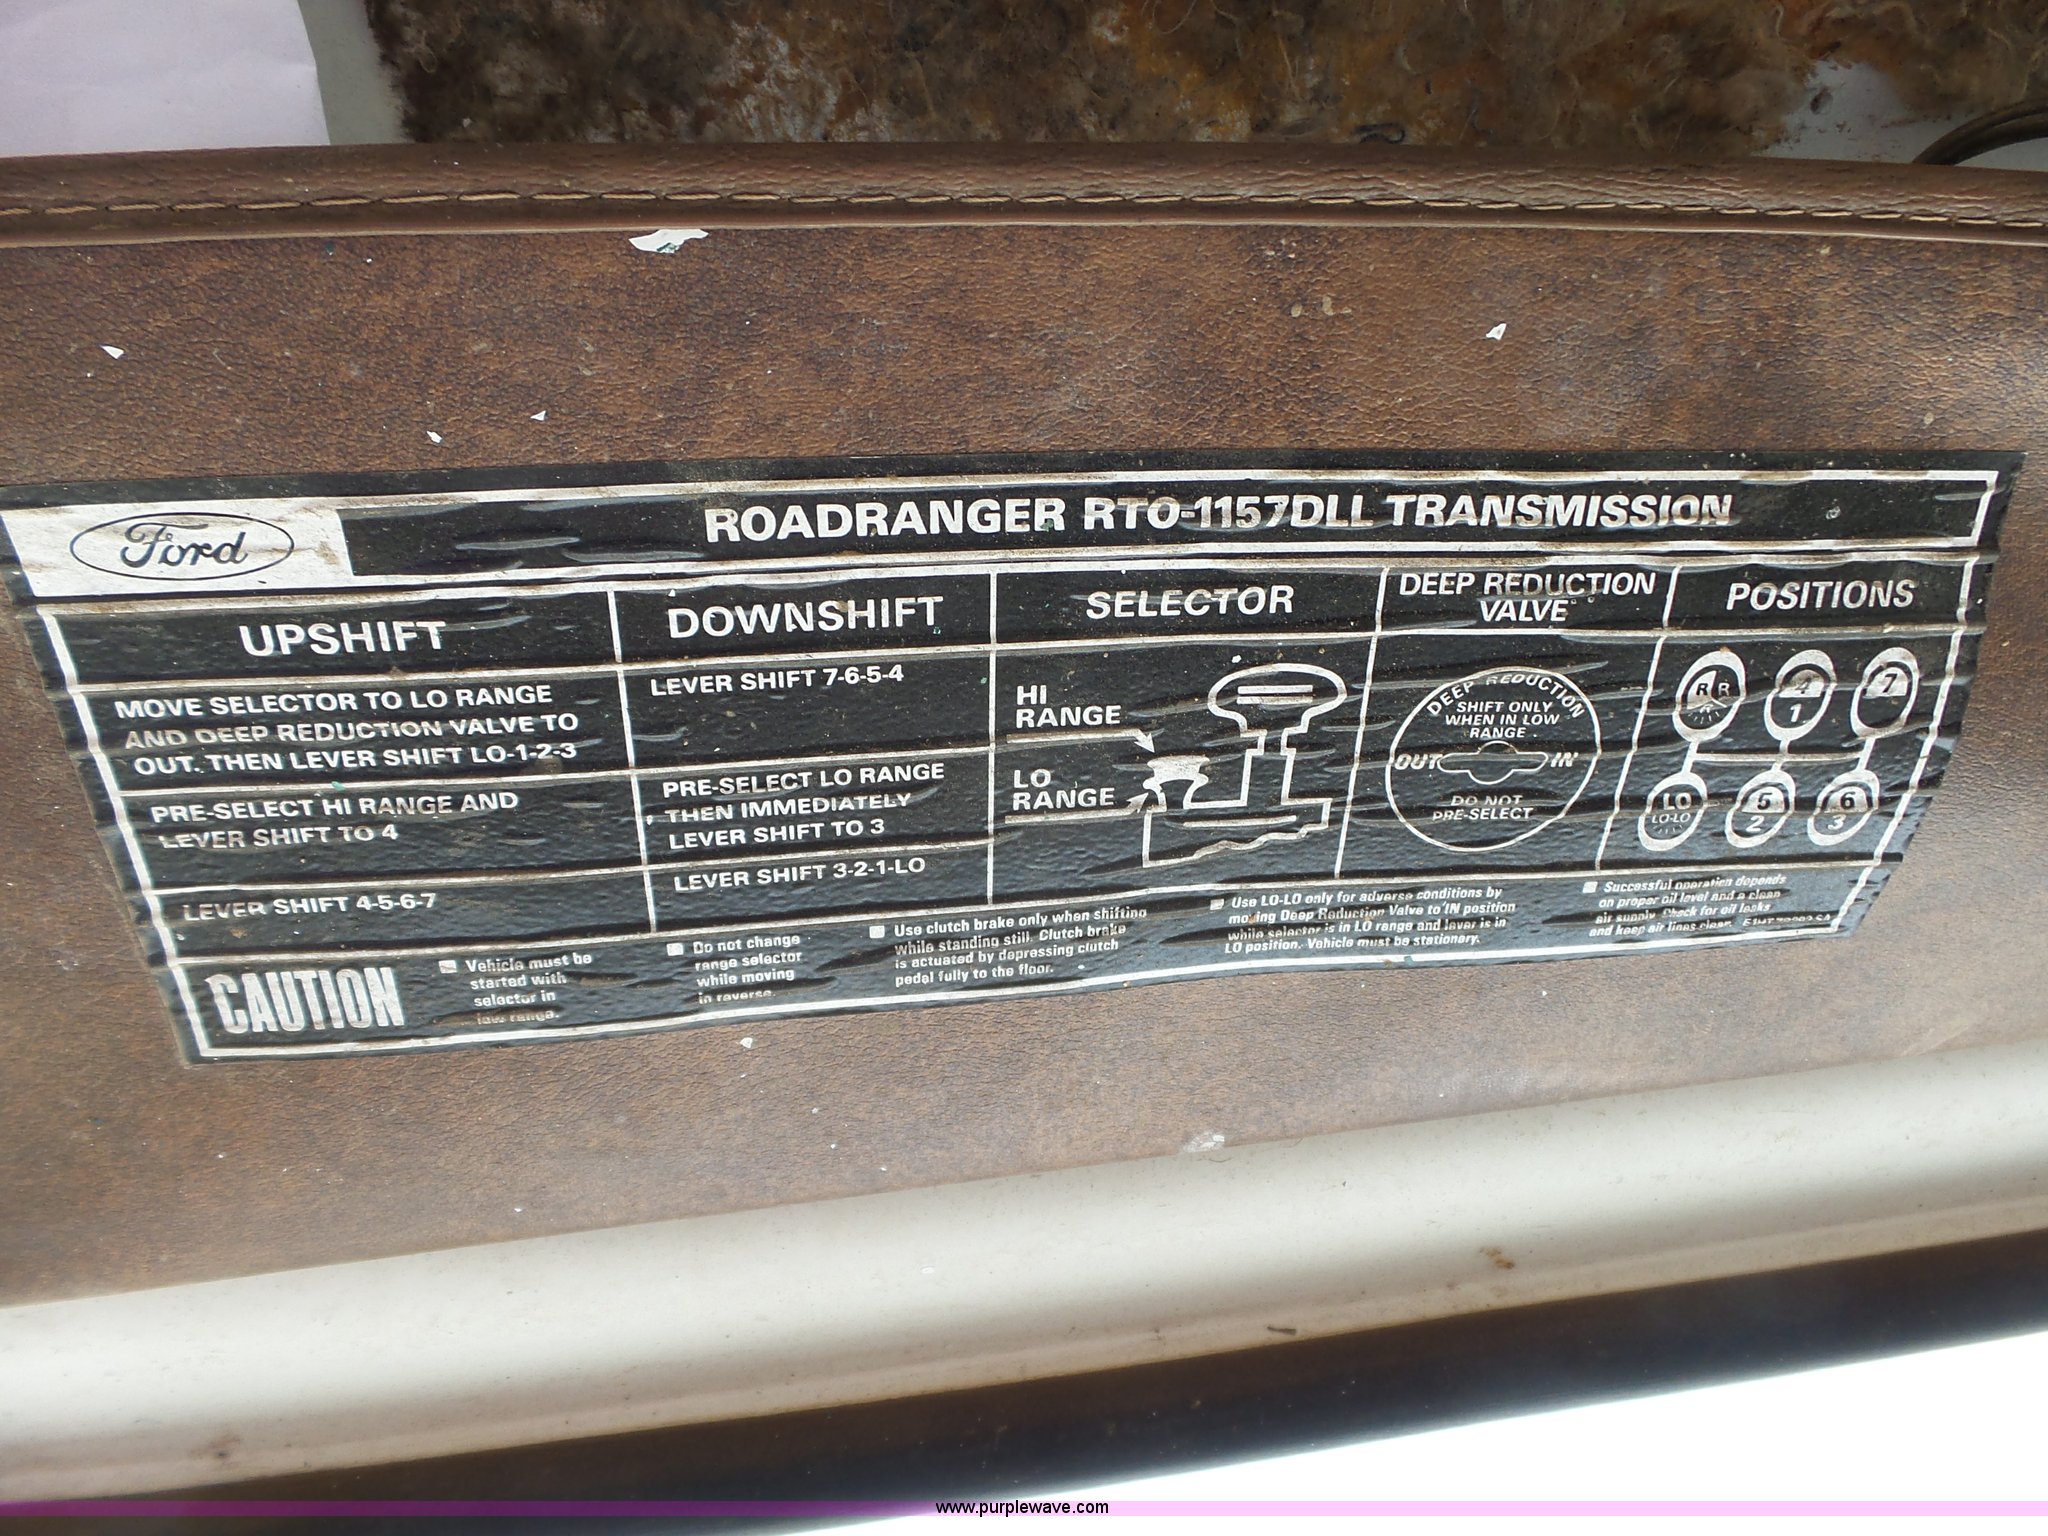 Ford
ROADRANGER RTO-1157DLL TRANSMISSION
UPSHIFT
MOVE SELECTOR TO LO RANGE
AND DEEP REDUCTION VALVE TO
OUT. THEN LEVER SHIFT LO-1-2-3
PRE-SELECT HI RANGE AND
LEVER SHIFT TO 4
LEVER SHIFT 4-5-6-7
DOWNSHIFT
LEVER SHIFT 7-6-5-4
PRE-SELECT LO RANGE
THEN IMMEDIATELY
LEVER SHIFT TO 3
LEVER SHIFT 3-2-1-LO
SELECTOR
HI
RANGE
LO
RANGE
DEEP REDUCTION
VALVE
DEEP REDUCTION
SHIFT ONLY
WHEN IN LOW
RANGE
OUT IN
DO NOT
PRE-SELECT
POSITIONS
R R 4 7
R 1
LO 5 6
LO-LO 2 3
CAUTION
Vehicle must be
started with
selector in
low range.
Do not change
range selector
while moving
in reverse.
Use clutch brake only when shifting
while standing still. Clutch brake
is actuated by depressing clutch
pedal fully to the floor.
Use LO-LO only for adverse conditions by
moving Deep Reduction Valve to IN position
while selector is in LO range and lever is in
LO position. Vehicle must be stationary.
Successful operation depends
on proper oil level and a clean
air supply. Check for oil leaks
and keep air lines clean.
www.purplewave.com